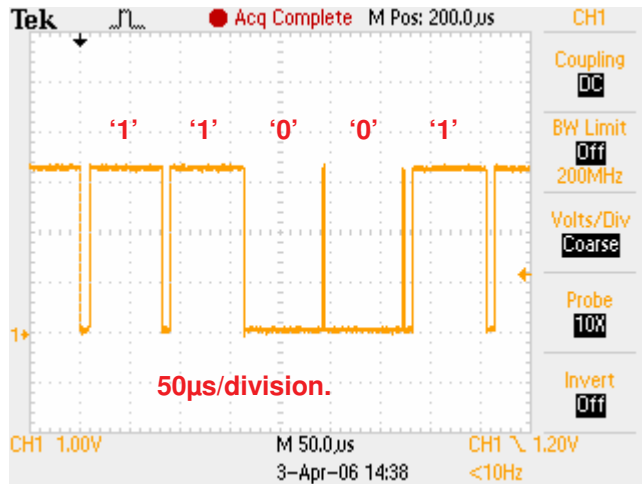 Tek Acq Complete M Pos: 200.0µs CH1
Coupling
DC
‘1’ ‘1’ ‘0’ ‘0’ ‘1’
BW Limit
Off
200MHz
Volts/Div
Coarse
Probe
10X
1
50µs/division.
Invert
Off
CH1 1.00V M 50.0µs CH1 1.20V
3-Apr-06 14:38 <10Hz